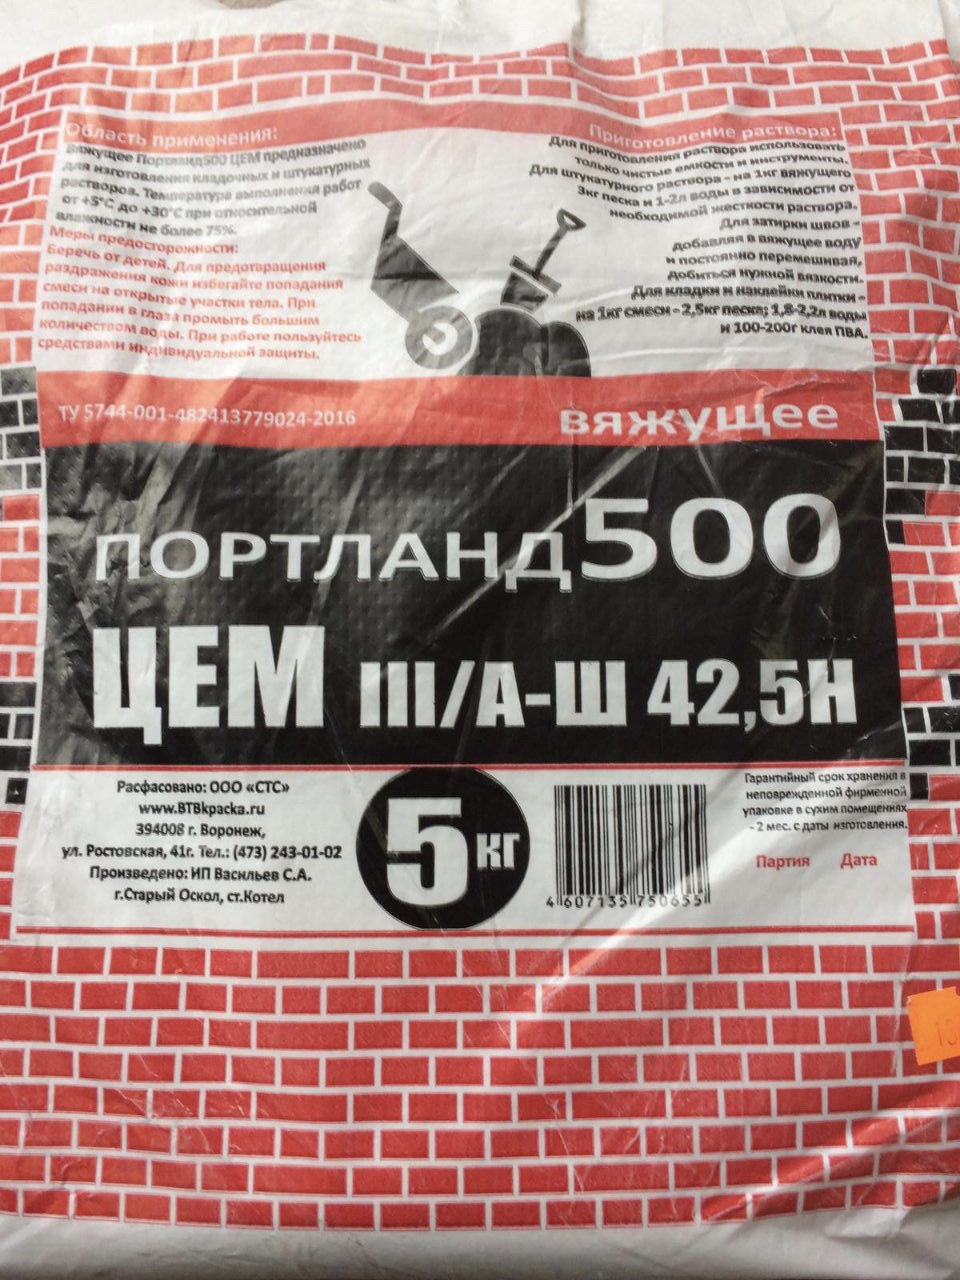 Область применения:
Вяжущее Портланд500 ЦЕМ предназначено
для изготовления кладочных и штукатурных
растворов. Температура выполнения работ
от +5°С до +30°С при относительной
влажности не более 75%.
Меры предосторожности:
Беречь от детей. Для предотвращения
раздражения кожи избегайте попадания
смеси на открытые участки тела. При
попадании в глаза промыть большим
количеством воды. При работе пользуйтесь
средствами индивидуальной защиты.
Приготовление раствора:
Для приготовления раствора использовать
только чистые емкости и инструменты.
Для штукатурного раствора - на 1кг вяжущего
3кг песка и 1-2л воды в зависимости от
необходимой жесткости раствора.
Для затирки швов -
добавляя в вяжущее воду
и постоянно перемешивая,
добиться нужной вязкости.
Для кладки и наклейки плитки -
на 1кг смеси - 2,5кг песка; 1,8-2,2л воды
и 100-200г клея ПВА.
ТУ 5744-001-482413779024-2016
вяжущее
ПОРТЛАНД500
ЦЕМ III/А-Ш 42,5Н
Расфасовано: ООО «СТС»
www.ВТВkраска.ru
394008 г. Воронеж,
ул. Ростовская, 41г. Тел.: (473) 243-01-02
Произведено: ИП Васильев С.А.
г.Старый Оскол, ст.Котел
5кг
4607135750655
Гарантийный срок хранения в
неповрежденной фирменной
упаковке в сухим помещениях
- 2 мес. с даты изготовления.
Партия Дата